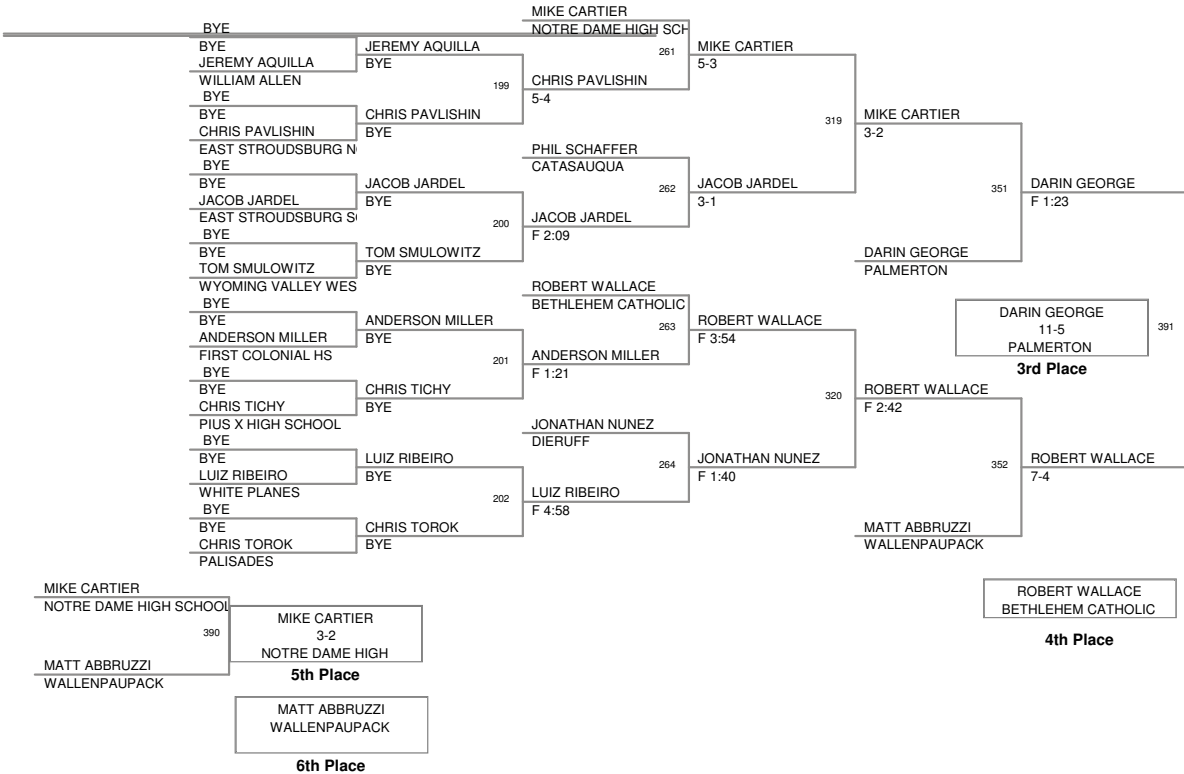 MIKE CARTIER
BYE
NOTRE DAME HIGH SCH
BYE
JEREMY AQUILLA
261
MIKE CARTIER
JEREMY AQUILLA
BYE
5-3
WILLIAM ALLEN
199
CHRIS PAVLISHIN
BYE
5-4
BYE
CHRIS PAVLISHIN
319
MIKE CARTIER
CHRIS PAVLISHIN
BYE
3-2
EAST STROUDSBURG N
PHIL SCHAFFER
BYE
CATASAUQUA
BYE
JACOB JARDEL
262
JACOB JARDEL
351
DARIN GEORGE
JACOB JARDEL
BYE
3-1
F 1:23
EAST STROUDSBURG S
200
JACOB JARDEL
BYE
F 2:09
BYE
TOM SMULOWITZ
DARIN GEORGE
TOM SMULOWITZ
BYE
PALMERTON
WYOMING VALLEY WES
ROBERT WALLACE
BYE
BETHLEHEM CATHOLIC
BYE
ANDERSON MILLER
263
ROBERT WALLACE
DARIN GEORGE
11-5
PALMERTON
391
3rd Place
ANDERSON MILLER
BYE
F 3:54
FIRST COLONIAL HS
201
ANDERSON MILLER
BYE
F 1:21
BYE
CHRIS TICHY
320
ROBERT WALLACE
CHRIS TICHY
BYE
F 2:42
PIUS X HIGH SCHOOL
JONATHAN NUNEZ
BYE
DIERUFF
BYE
LUIZ RIBEIRO
264
JONATHAN NUNEZ
352
ROBERT WALLACE
LUIZ RIBEIRO
BYE
F 1:40
7-4
WHITE PLANES
202
LUIZ RIBEIRO
BYE
F 4:58
BYE
CHRIS TOROK
MATT ABBRUZZI
CHRIS TOROK
BYE
WALLENPAUPACK
PALISADES
MIKE CARTIER
NOTRE DAME HIGH SCHOOL
390
MATT ABBRUZZI
WALLENPAUPACK
MIKE CARTIER
3-2
NOTRE DAME HIGH
5th Place
MATT ABBRUZZI
WALLENPAUPACK
6th Place
ROBERT WALLACE
BETHLEHEM CATHOLIC
4th Place